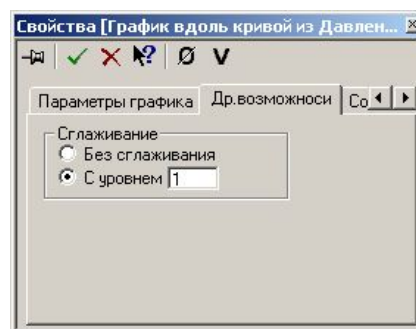 Свойства [График вдоль кривой из Давлен...
Ø V
Параметры графика Др.возможноси Со
Сглаживание
Без сглаживания
С уровнем 1